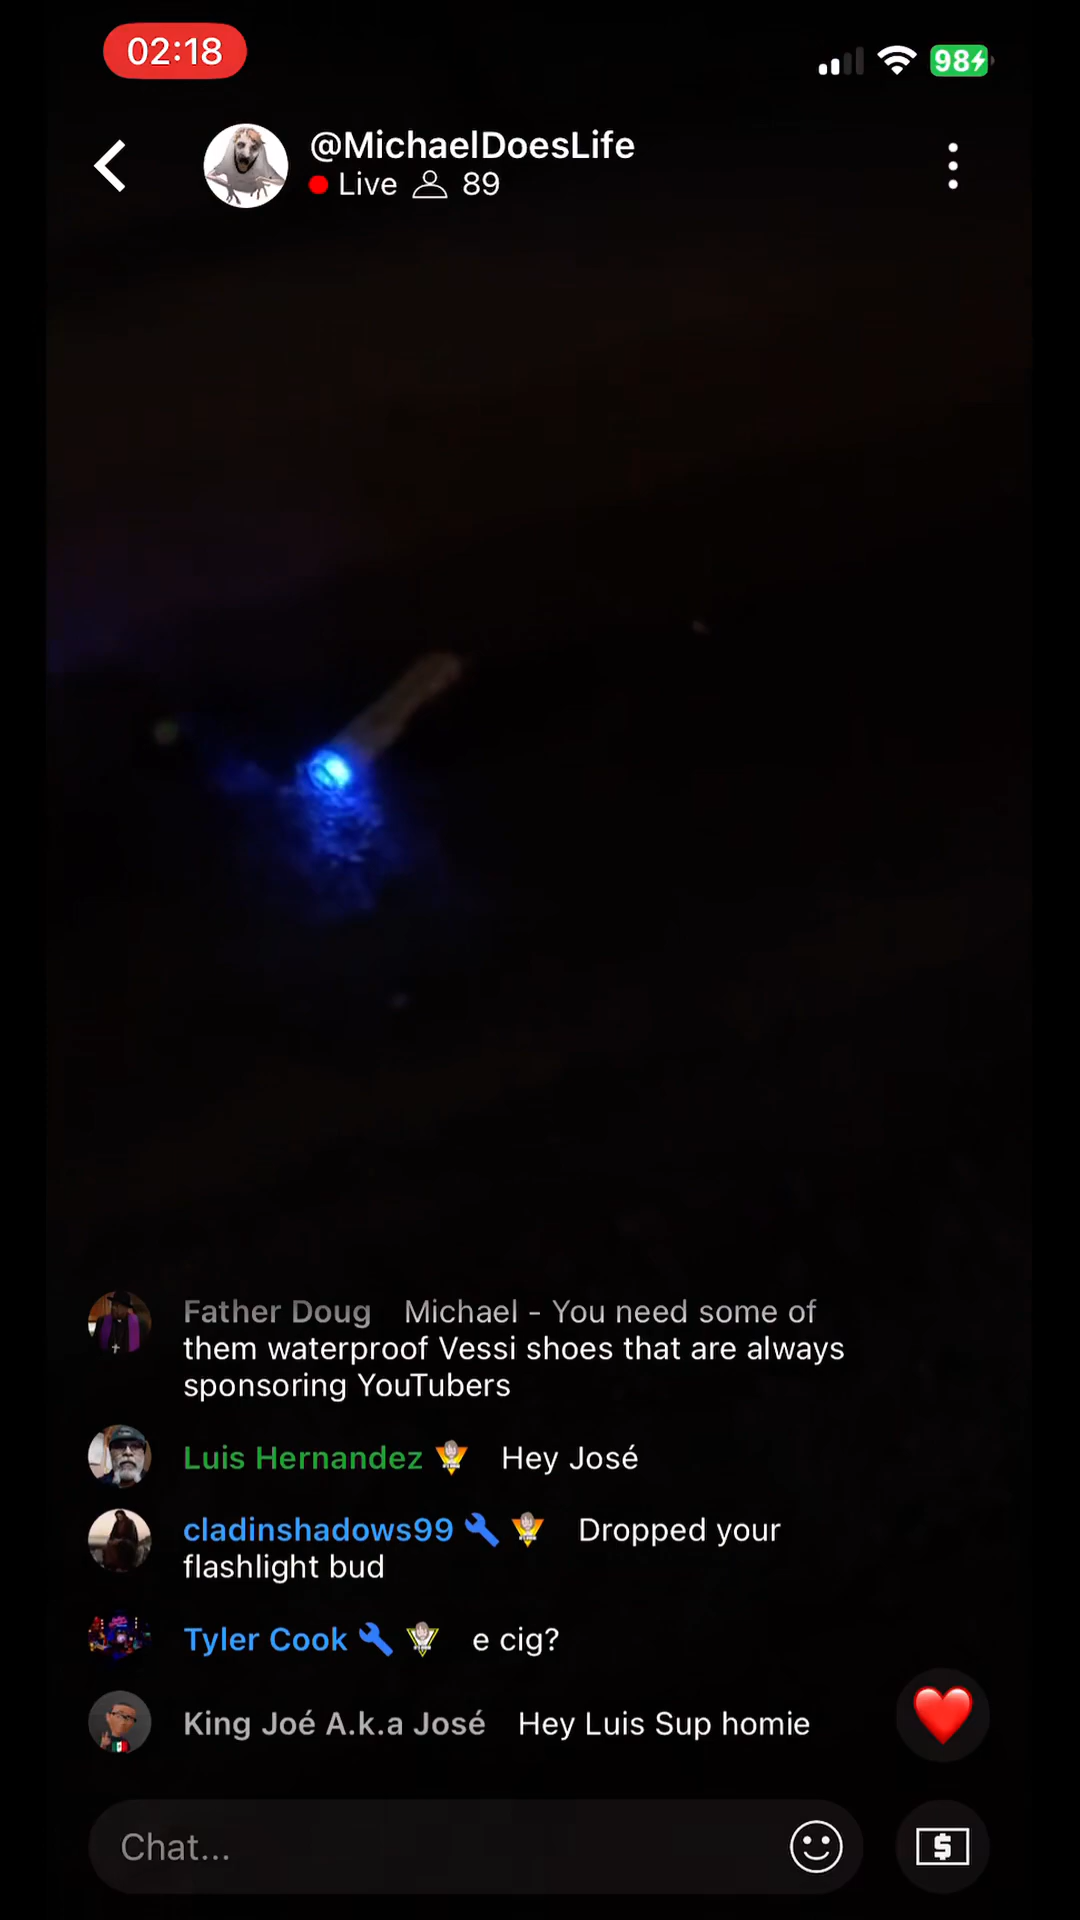 02:18
98
@MichaelDoesLife
Live 89
Father Doug Michael - You need some of
them waterproof Vessi shoes that are always
sponsoring YouTubers
Luis Hernandez Hey José
cladinshadows99 Dropped your
flashlight bud
Tyler Cook e cig?
King Joé A.k.a José Hey Luis Sup homie
Chat...
$